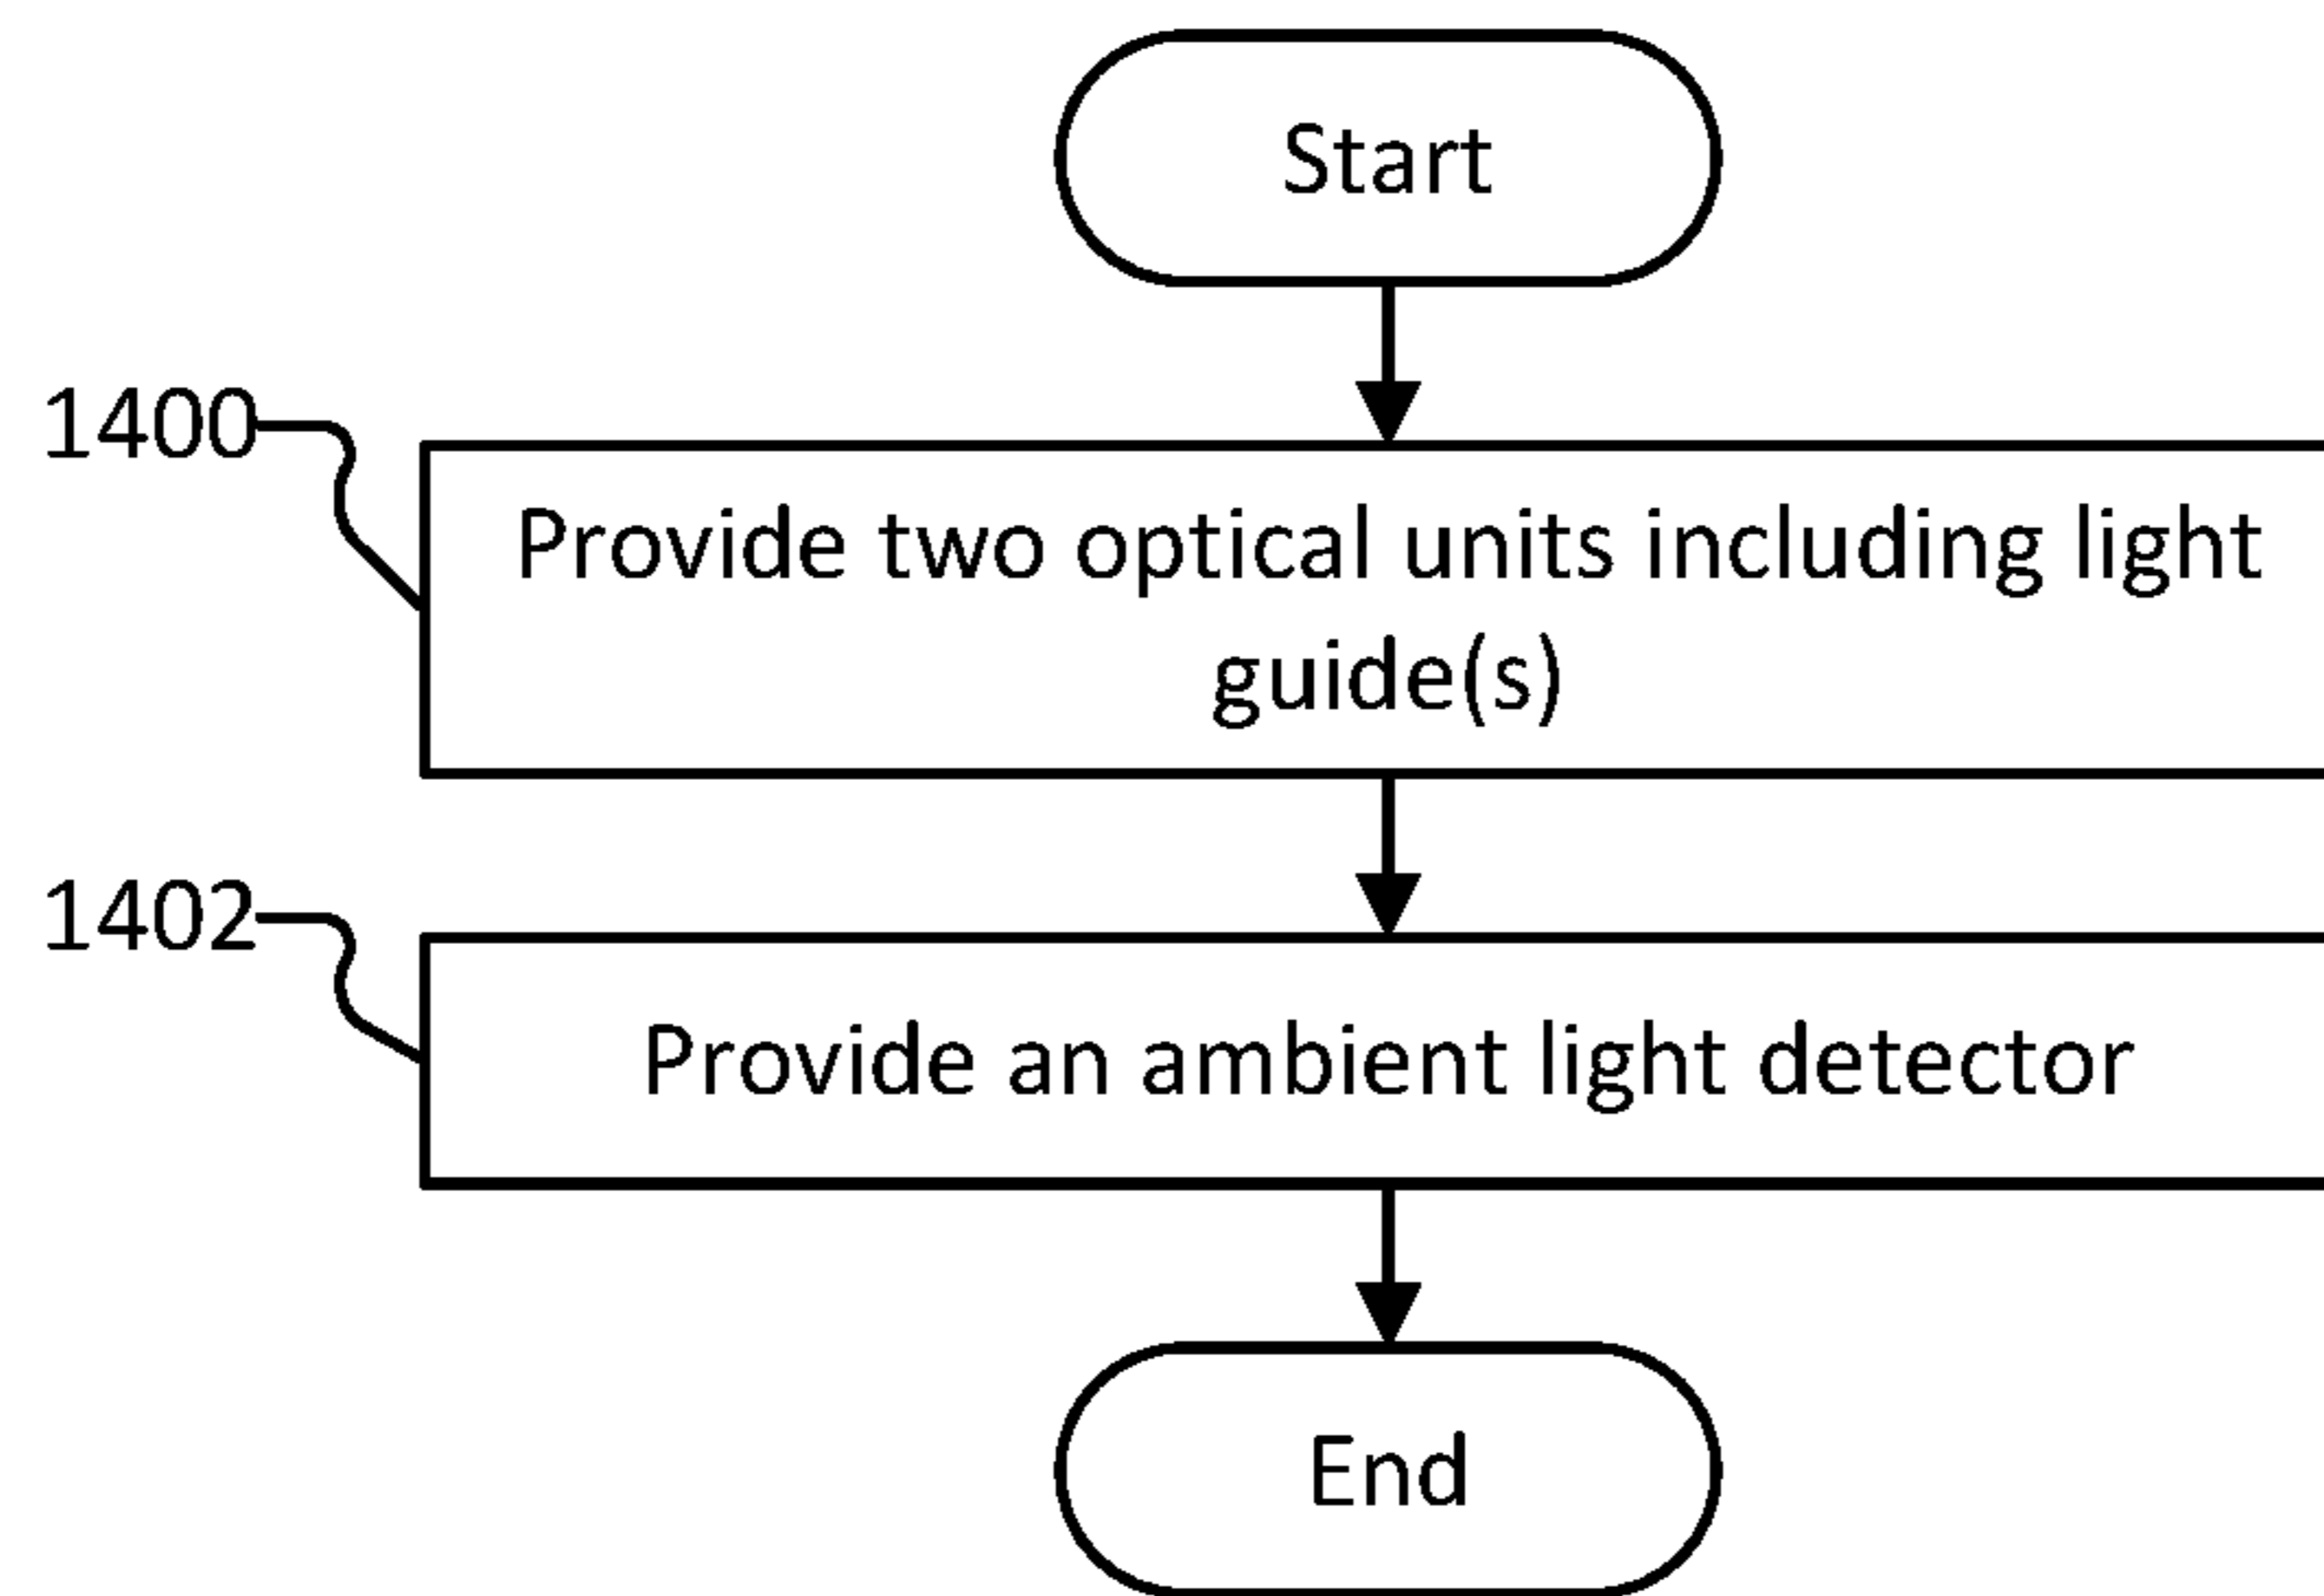 Start
1400
Provide two optical units including light
guide(s)
1402
Provide an ambient light detector
End